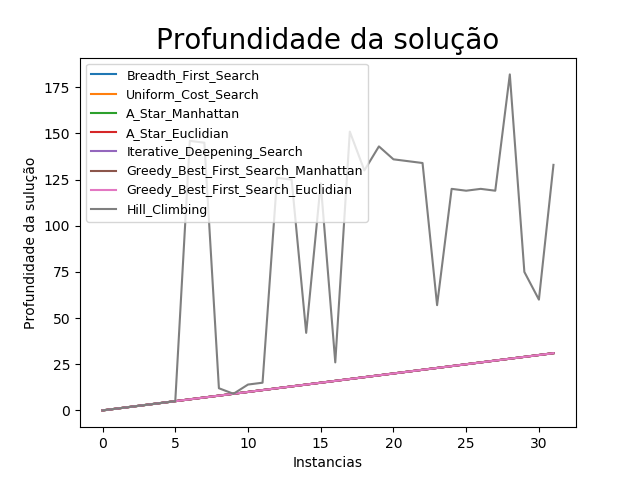 Profundidade da solução
Profundidade da sulução
175
150
125
100
75
50
25
0
Breadth_First_Search
Uniform_Cost_Search
A_Star_Manhattan
A_Star_Euclidian
Iterative_Deepening_Search
Greedy_Best_First_Search_Manhattan
Greedy_Best_First_Search_Euclidian
Hill_Climbing
0 5 10 15 20 25 30
Instancias